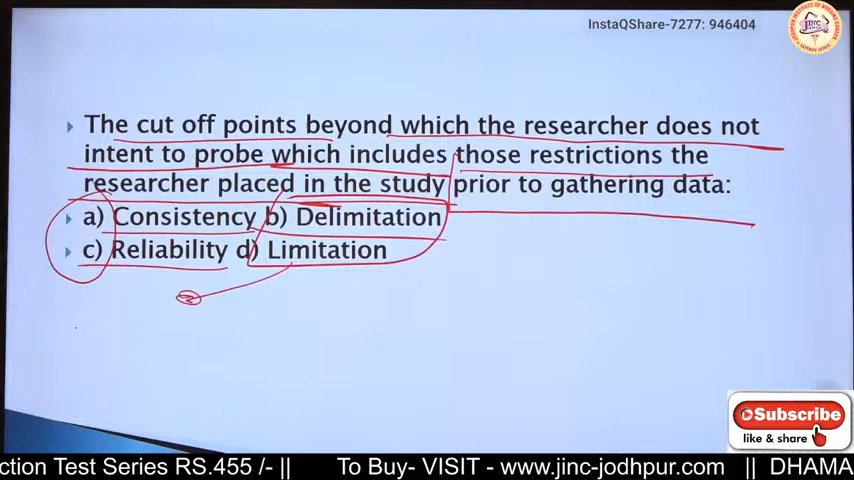 InstaQShare-7277: 946404
JINC
The cut off points beyond which the researcher does not
intent to probe which includes those restrictions the
researcher placed in the study prior to gathering data:
a) Consistency b) Delimitation
c) Reliability d) Limitation
Subscribe
like & share
ction Test Series RS.455 /- || To Buy- VISIT - www.jinc-jodhpur.com || DHAMA